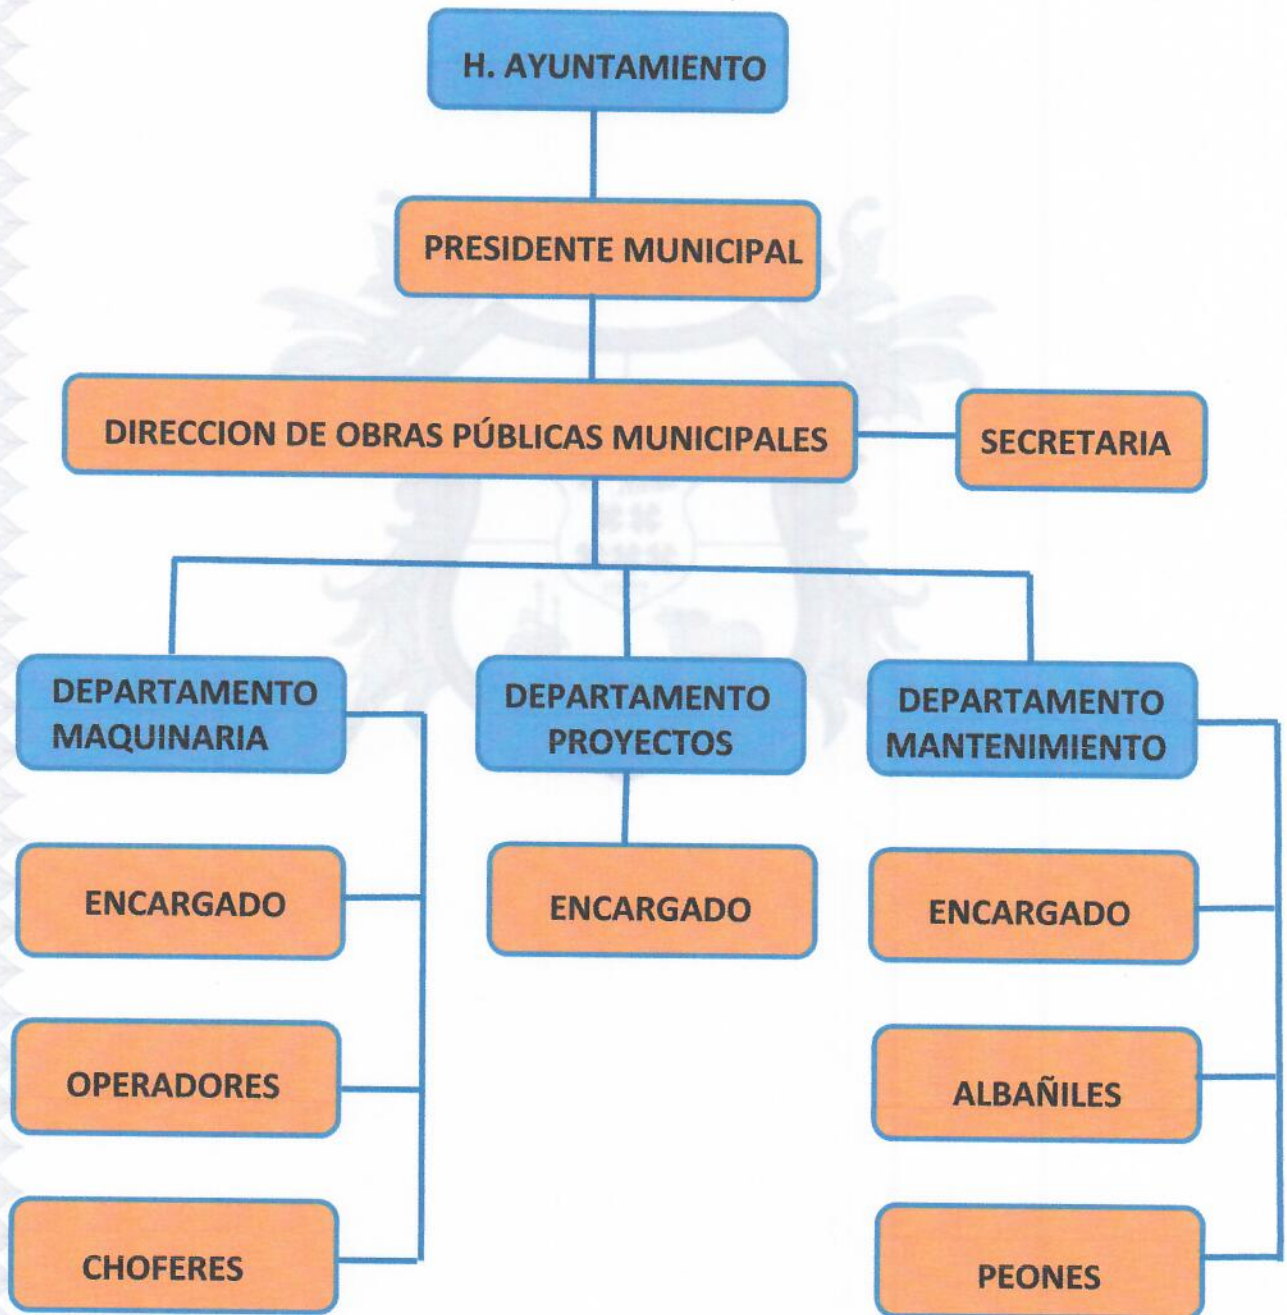 H. AYUNTAMIENTO
PRESIDENTE MUNICIPAL
DIRECCION DE OBRAS PÚBLICAS MUNICIPALES
SECRETARIA
DEPARTAMENTO
MAQUINARIA
DEPARTAMENTO
PROYECTOS
DEPARTAMENTO
MANTENIMIENTO
ENCARGADO
ENCARGADO
ENCARGADO
OPERADORES
ALBAÑILES
CHOFERES
PEONES